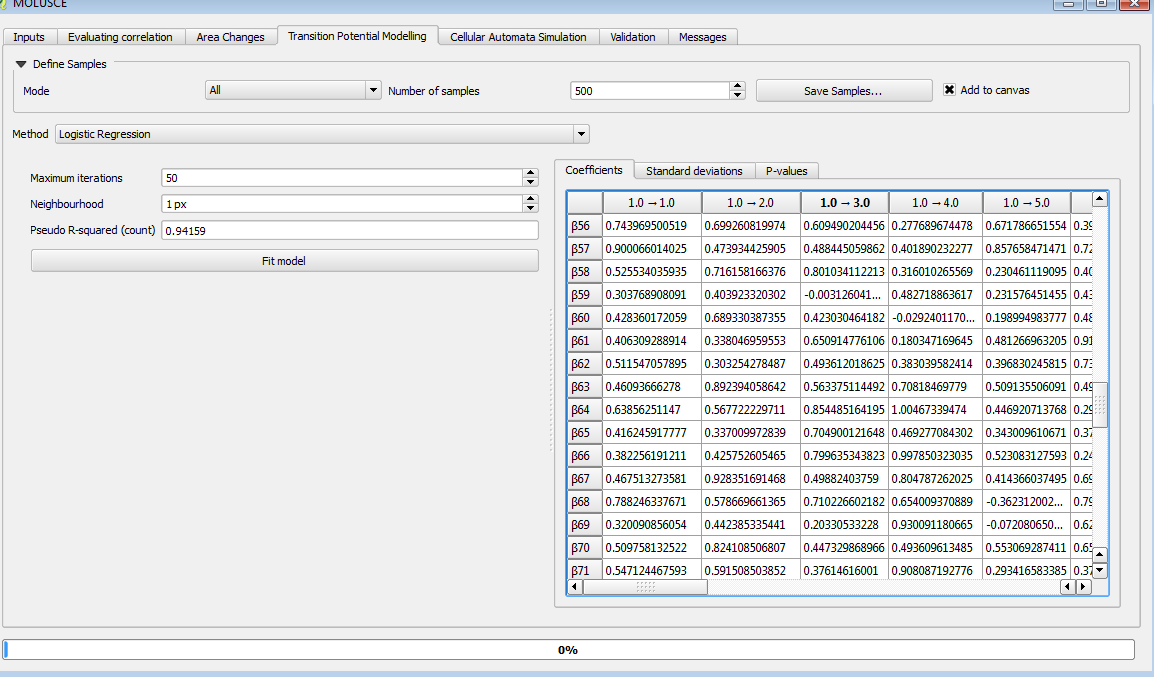 MOLUSCE
Inputs Evaluating correlation Area Changes Transition Potential Modelling Cellular Automata Simulation Validation Messages
Define Samples
Mode All Number of samples 500 Save Samples... Add to canvas
Method Logistic Regression
Maximum iterations 50
Neighbourhood 1 px
Pseudo R-squared (count) 0.94159
Fit model
Coefficients Standard deviations P-values
1.0 → 1.0 1.0 → 2.0 1.0 → 3.0 1.0 → 4.0 1.0 → 5.0
β56 0.743969500519 0.699260819974 0.609490204456 0.277689674478 0.671786651554 0.39
β57 0.900066014025 0.473934425905 0.488445059862 0.401890232277 0.857658471471 0.72
β58 0.525534035935 0.716158166376 0.801034112213 0.316010265569 0.230461119095 0.40
β59 0.303768908091 0.403923320302 -0.003126041... 0.482718863617 0.231576451455 0.43
β60 0.428360172059 0.689330387355 0.423030464182 -0.0292401170... 0.198994983777 0.48
β61 0.406309288914 0.338046959553 0.650914776106 0.180347169645 0.481266963205 0.91
β62 0.511547057895 0.303254278487 0.493612018625 0.383039582414 0.396830245815 0.73
β63 0.46093666278 0.892394058642 0.563375114492 0.70818469779 0.509135506091 0.49
β64 0.63856251147 0.567722229711 0.854485164195 1.00467339474 0.446920713768 0.29
β65 0.416245917777 0.337009972839 0.704900121648 0.469277084302 0.343009610671 0.37
β66 0.382256191211 0.425752605465 0.799635343823 0.997850323035 0.523083127593 0.24
β67 0.467513273581 0.928351691468 0.49882403759 0.804787262025 0.414366037495 0.69
β68 0.788246337671 0.578669661365 0.710226602182 0.654009370889 -0.362312002... 0.79
β69 0.320090856054 0.442385335441 0.20330533228 0.930091180665 -0.072080650... 0.62
β70 0.509758132522 0.824108506807 0.447329868966 0.493609613485 0.553069287411 0.65
β71 0.547124467593 0.591508503852 0.37614616001 0.908087192776 0.293416583385 0.37
0%